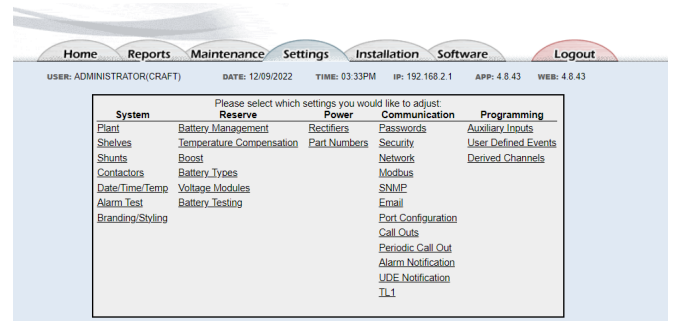 Home Reports Maintenance Settings Installation Software Logout
USER: ADMINISTRATOR(CRAFT) DATE: 12/09/2022 TIME: 03:33PM IP: 192.168.2.1 APP: 4.8.43 WEB: 4.8.43
Please select which settings you would like to adjust:
System Reserve Power Communication Programming
Plant Battery Management Rectifiers Passwords Auxiliary Inputs
Shelves Temperature Compensation Part Numbers Security User Defined Events
Shunts Boost Network Derived Channels
Contactors Battery Types Modbus
Date/Time/Temp Voltage Modules SNMP
Alarm Test Battery Testing Email
Branding/Styling Port Configuration
Call Outs
Periodic Call Out
Alarm Notification
UDE Notification
TL1